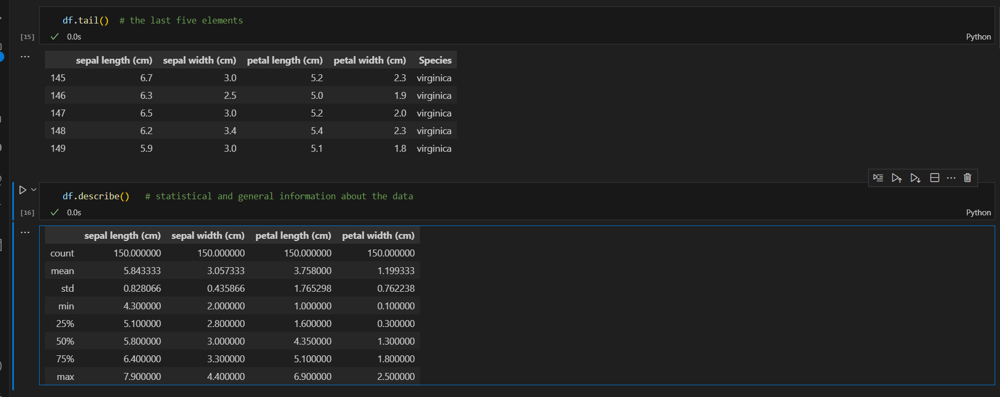 df.tail()  # the last five elements
[15]
0.0s
Python
sepal length (cm) sepal width (cm) petal length (cm) petal width (cm) Species
145 6.7 3.0 5.2 2.3 virginica
146 6.3 2.5 5.0 1.9 virginica
147 6.5 3.0 5.2 2.0 virginica
148 6.2 3.4 5.4 2.3 virginica
149 5.9 3.0 5.1 1.8 virginica
df.describe()   # statistical and general information about the data
[16]
0.0s
Python
sepal length (cm) sepal width (cm) petal length (cm) petal width (cm)
count 150.000000 150.000000 150.000000 150.000000
mean 5.843333 3.057333 3.758000 1.199333
std 0.828066 0.435866 1.765298 0.762238
min 4.300000 2.000000 1.000000 0.100000
25% 5.100000 2.800000 1.600000 0.300000
50% 5.800000 3.000000 4.350000 1.300000
75% 6.400000 3.300000 5.100000 1.800000
max 7.900000 4.400000 6.900000 2.500000